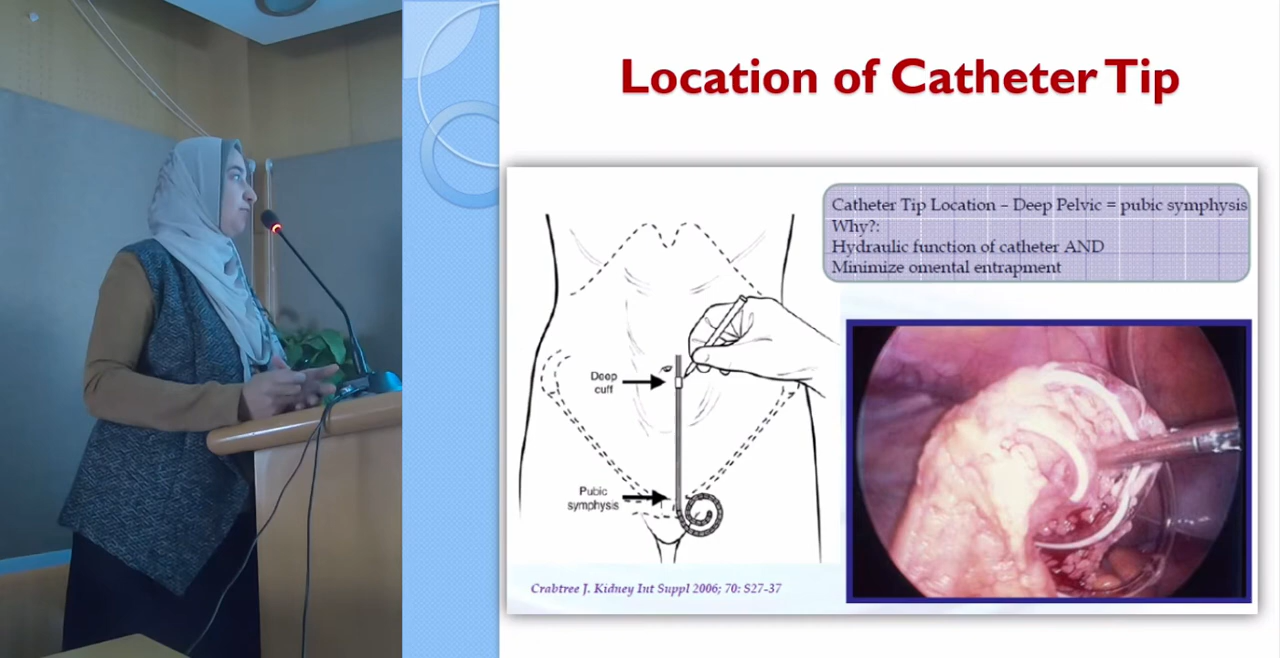 Location of Catheter Tip
Catheter Tip Location – Deep Pelvic = pubic symphysis
Why?:
Hydraulic function of catheter AND
Minimize omental entrapment
Deep
cuff
Pubic
symphysis
Crabtree J. Kidney Int Suppl 2006; 70: S27-37